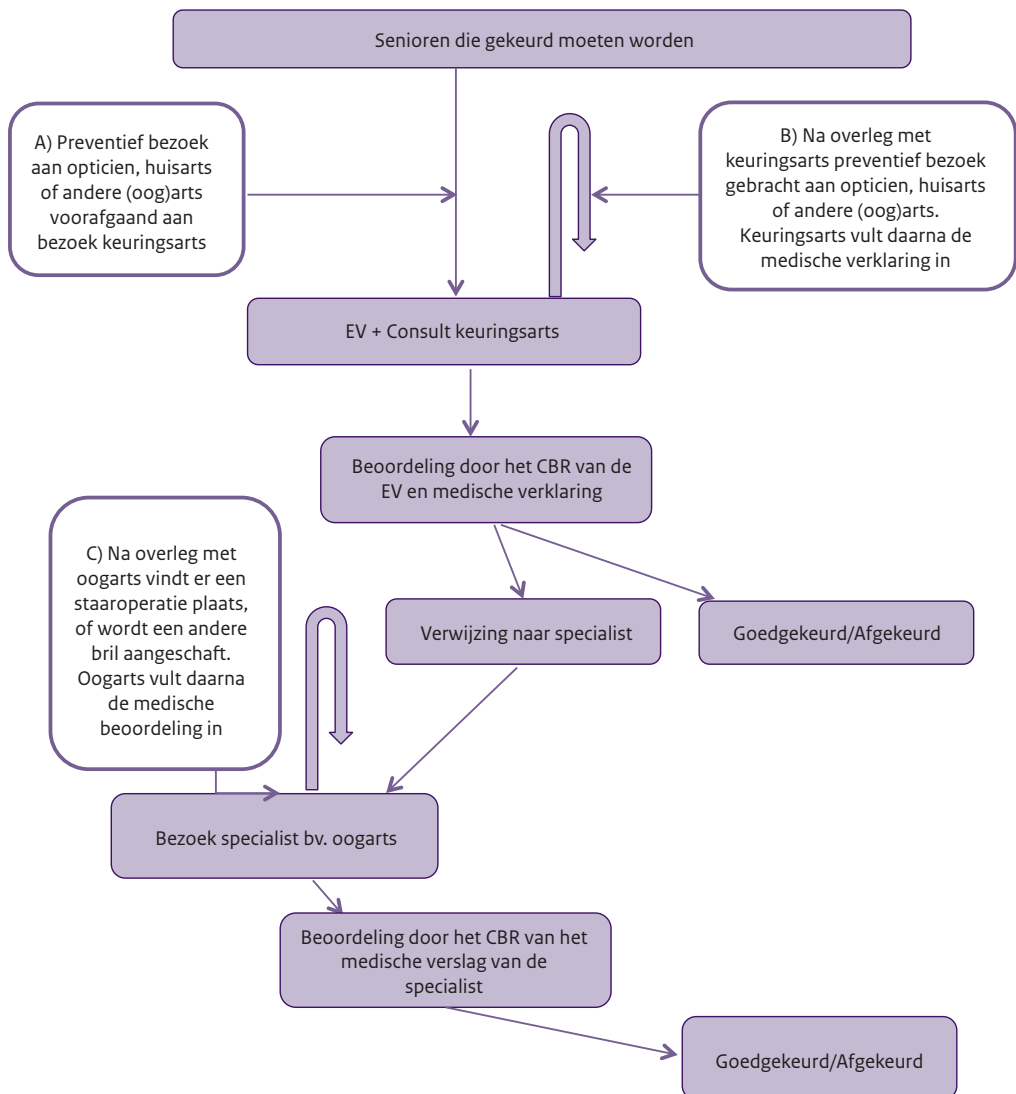 Senioren die gekeurd moeten worden
A) Preventief bezoek
aan opticien, huisarts
of andere (oog)arts
voorafgaand aan
bezoek keuringsarts
B) Na overleg met
keuringsarts preventief bezoek
gebracht aan opticien, huisarts
of andere (oog)arts.
Keuringsarts vult daarna de
medische verklaring in
EV + Consult keuringsarts
Beoordeling door het CBR van de
EV en medische verklaring
C) Na overleg met
oogarts vindt er een
staaroperatie plaats,
of wordt een andere
bril aangeschaft.
Oogarts vult daarna
de medische
beoordeling in
Verwijzing naar specialist
Goedgekeurd/Afgekeurd
Bezoek specialist bv. oogarts
Beoordeling door het CBR van het
medische verslag van de
specialist
Goedgekeurd/Afgekeurd